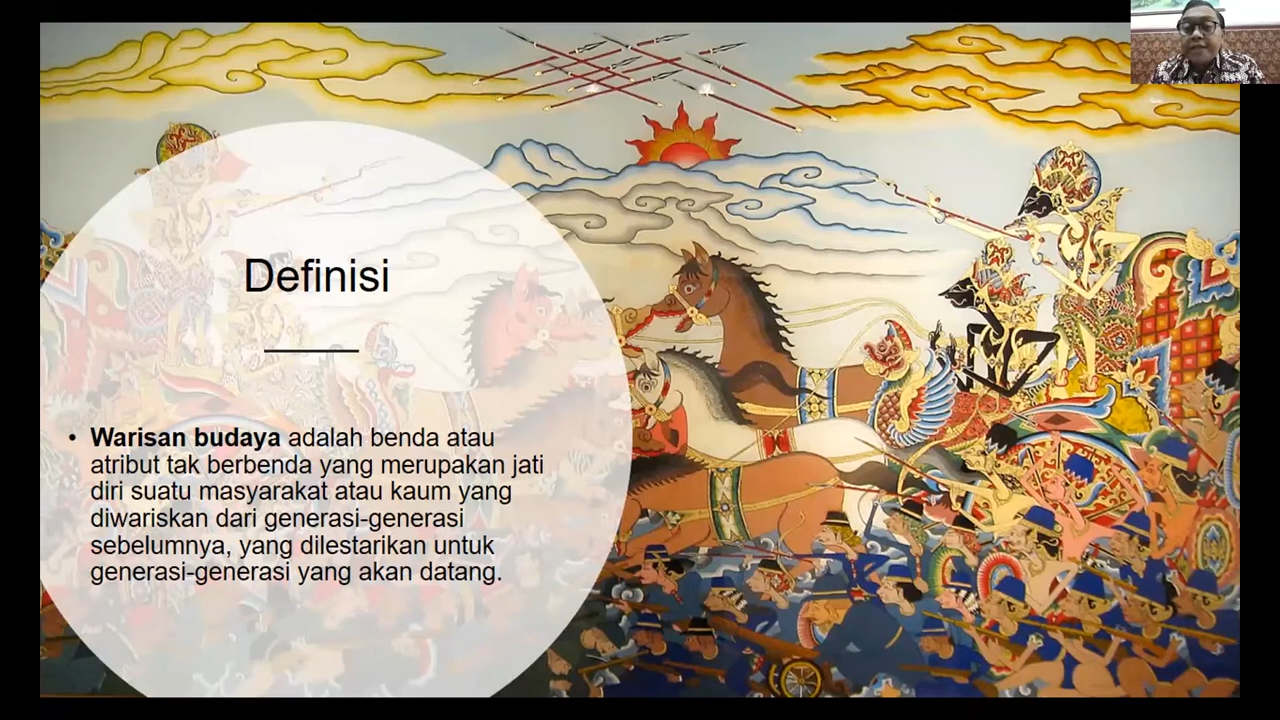 Definisi
• Warisan budaya adalah benda atau
atribut tak berbenda yang merupakan jati
diri suatu masyarakat atau kaum yang
diwariskan dari generasi-generasi
sebelumnya, yang dilestarikan untuk
generasi-generasi yang akan datang.